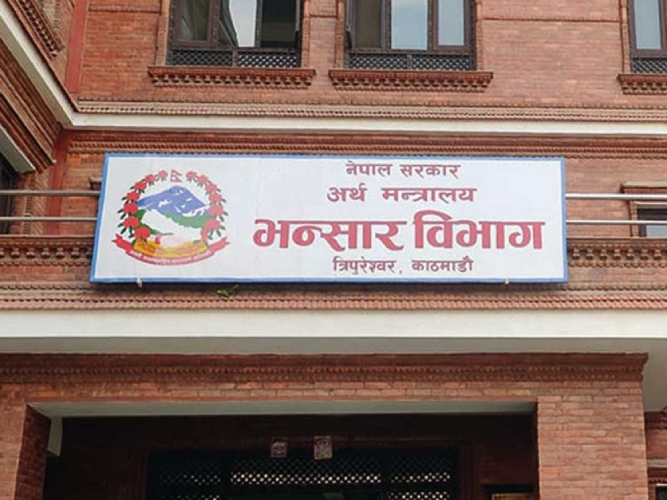 नेपाल सरकार
अर्थ मन्त्रालय
भन्सार विभाग
त्रिपुरेश्वर, काठमाडौ